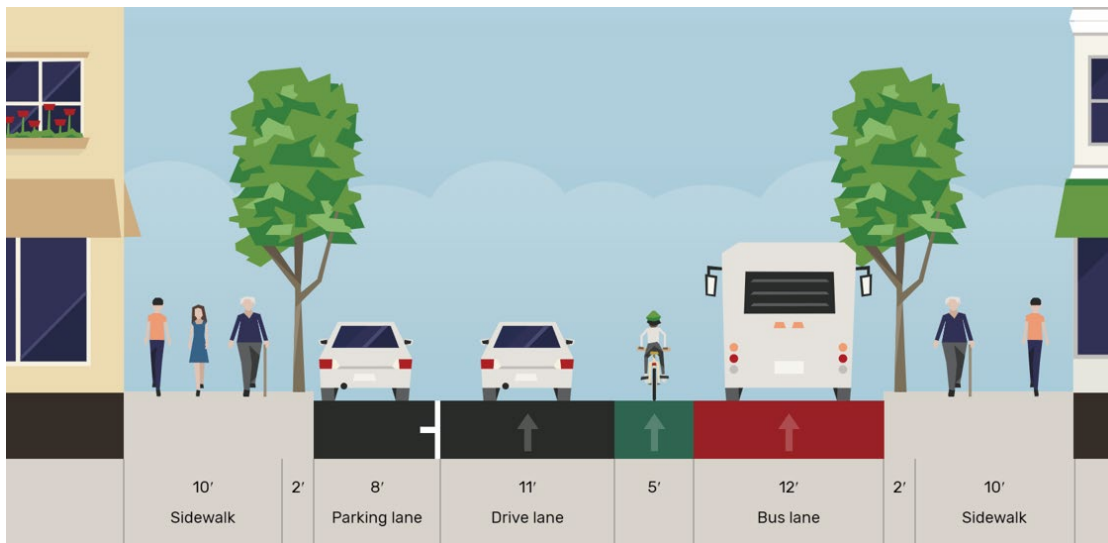 10′ 2′ 8′ 11′ 5′ 12′ 2′ 10′
Sidewalk Parking lane Drive lane Bus lane Sidewalk